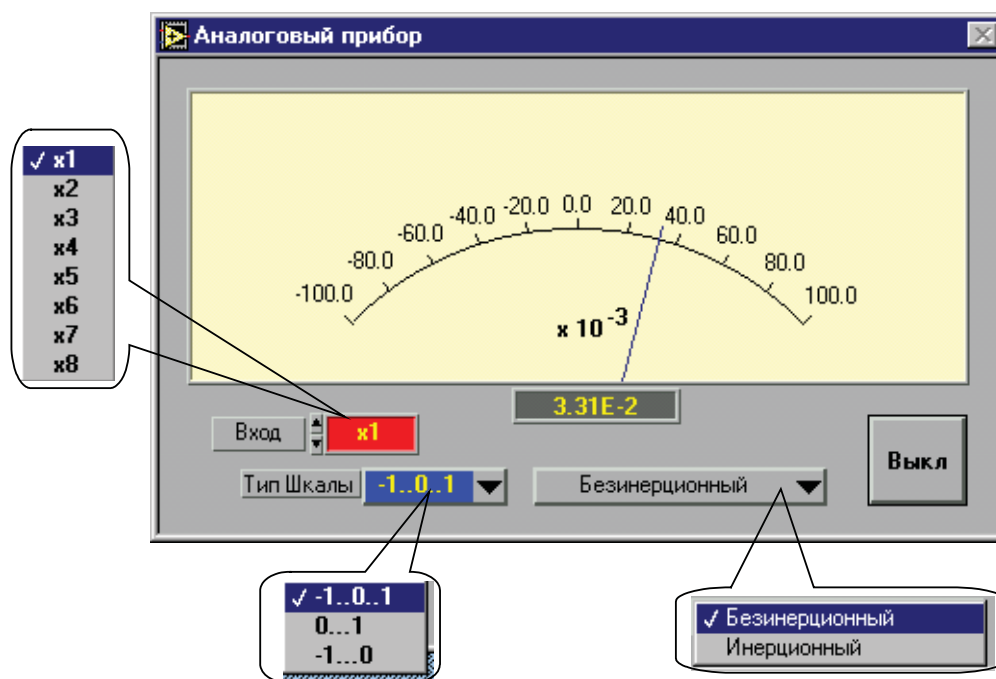 Аналоговый прибор
x1
x2
x3
x4
x5
x6
x7
x8
-100.0
-80.0
-60.0
-40.0
-20.0
0.0
20.0
40.0
60.0
80.0
100.0
x 10 -3
3.31E-2
Вход
x1
Тип Шкалы
-1..0..1
Безинерционный
Выкл
-1..0..1
0...1
-1...0
Безинерционный
Инерционный